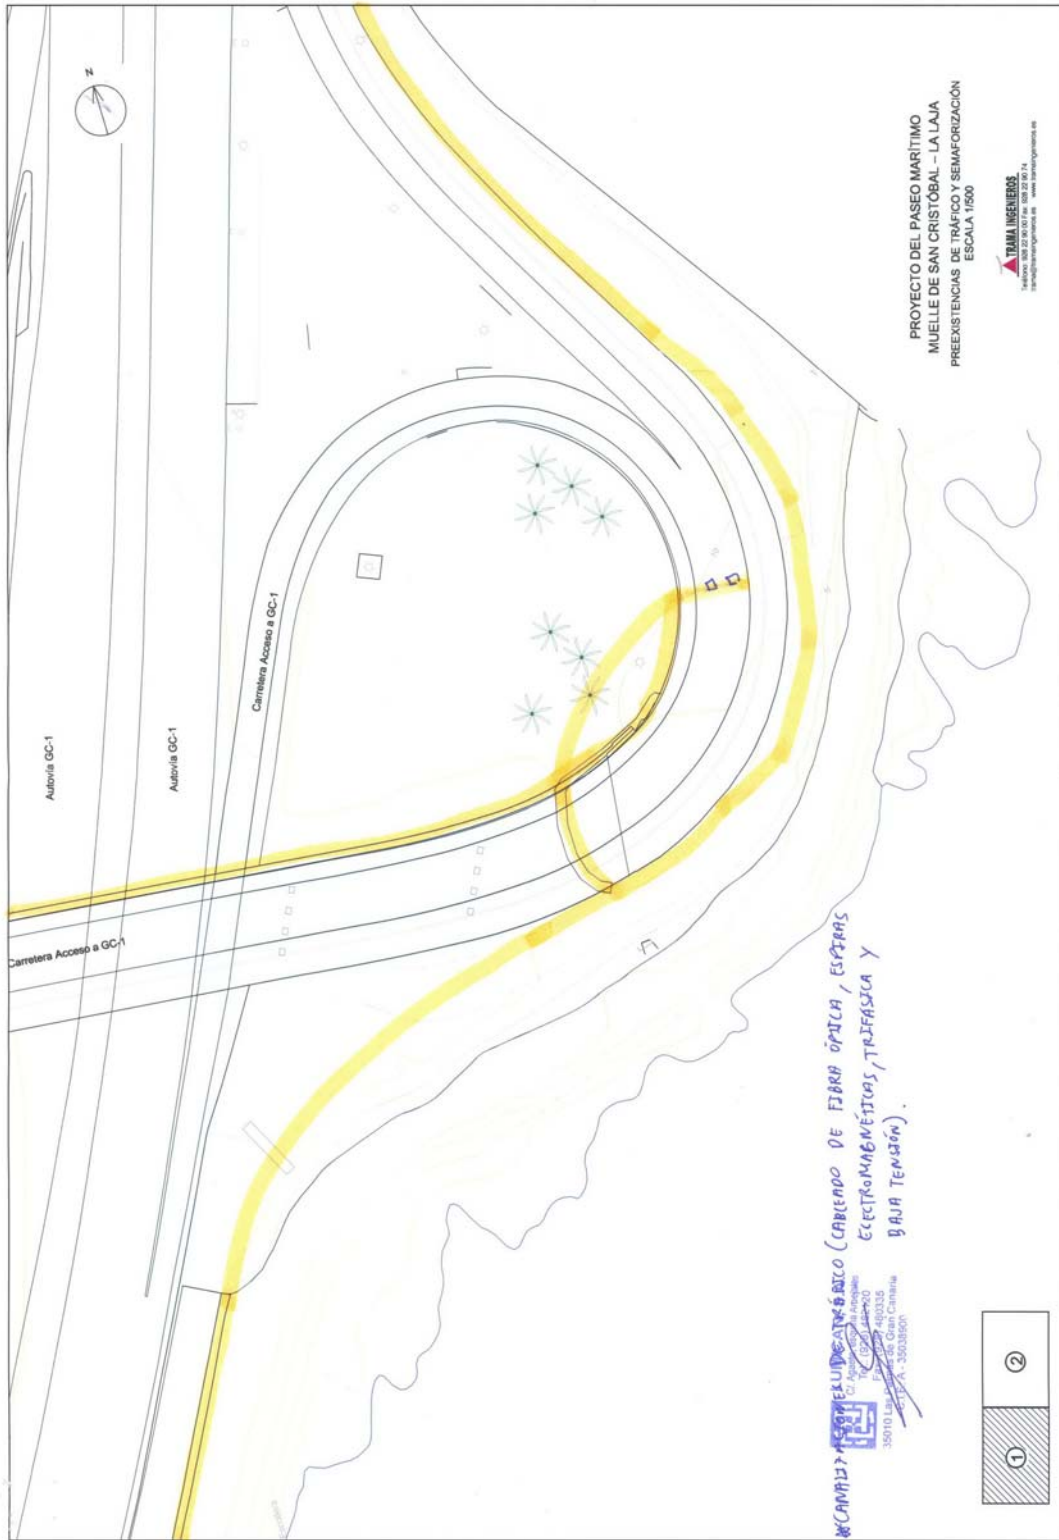 N
PROYECTO DEL PASEO MARÍTIMO
MUELLE DE SAN CRISTÓBAL – LA LAJA
PREEXISTENCIAS DE TRÁFICO Y SEMAFORIZACIÓN
ESCALA 1/500
TRAMA INGENIEROS
Autovía GC-1
Autovía GC-1
Carretera Acceso a GC-1
Carretera Acceso a GC-1
(CABLEADO DE FIBRA ÓPTICA, ESPIRAS
ELECTROMAGNÉTICAS, TRIFÁSICA Y
BAJA TENSIÓN).
35010 Las Palmas de Gran Canaria
1
2